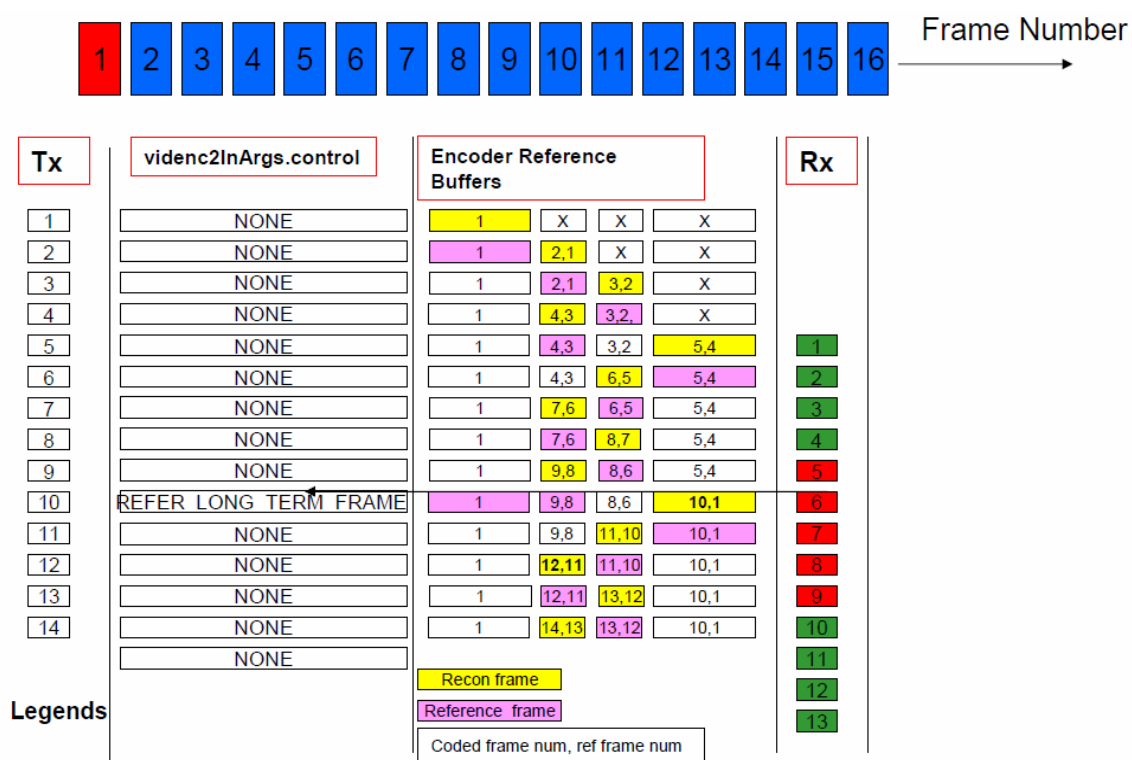 1 2 3 4 5 6 7 8 9 10 11 12 13 14 15 16 Frame Number
Tx videnc2InArgs.control Encoder Reference Rx
Buffers
1 NONE 1 X X X
2 NONE 1 2,1 X X
3 NONE 1 2,1 3,2 X
4 NONE 1 4,3 3,2, X
5 NONE 1 4,3 3,2 5,4 1
6 NONE 1 4,3 6,5 5,4 2
7 NONE 1 7,6 6,5 5,4 3
8 NONE 1 7,6 8,7 5,4 4
9 NONE 1 9,8 8,6 5,4 5
10 REFER LONG TERM FRAME 1 9,8 8,6 10,1 6
11 NONE 9,8 11,10 10,1 7
12 NONE 1 12,11 11,10 10,1 8
13 NONE 1 12,11 13,12 10,1 9
14 NONE 1 14,13 13,12 10,1 10
NONE 11
Recon frame 12
Legends Reference frame 13
Coded frame num, ref frame num